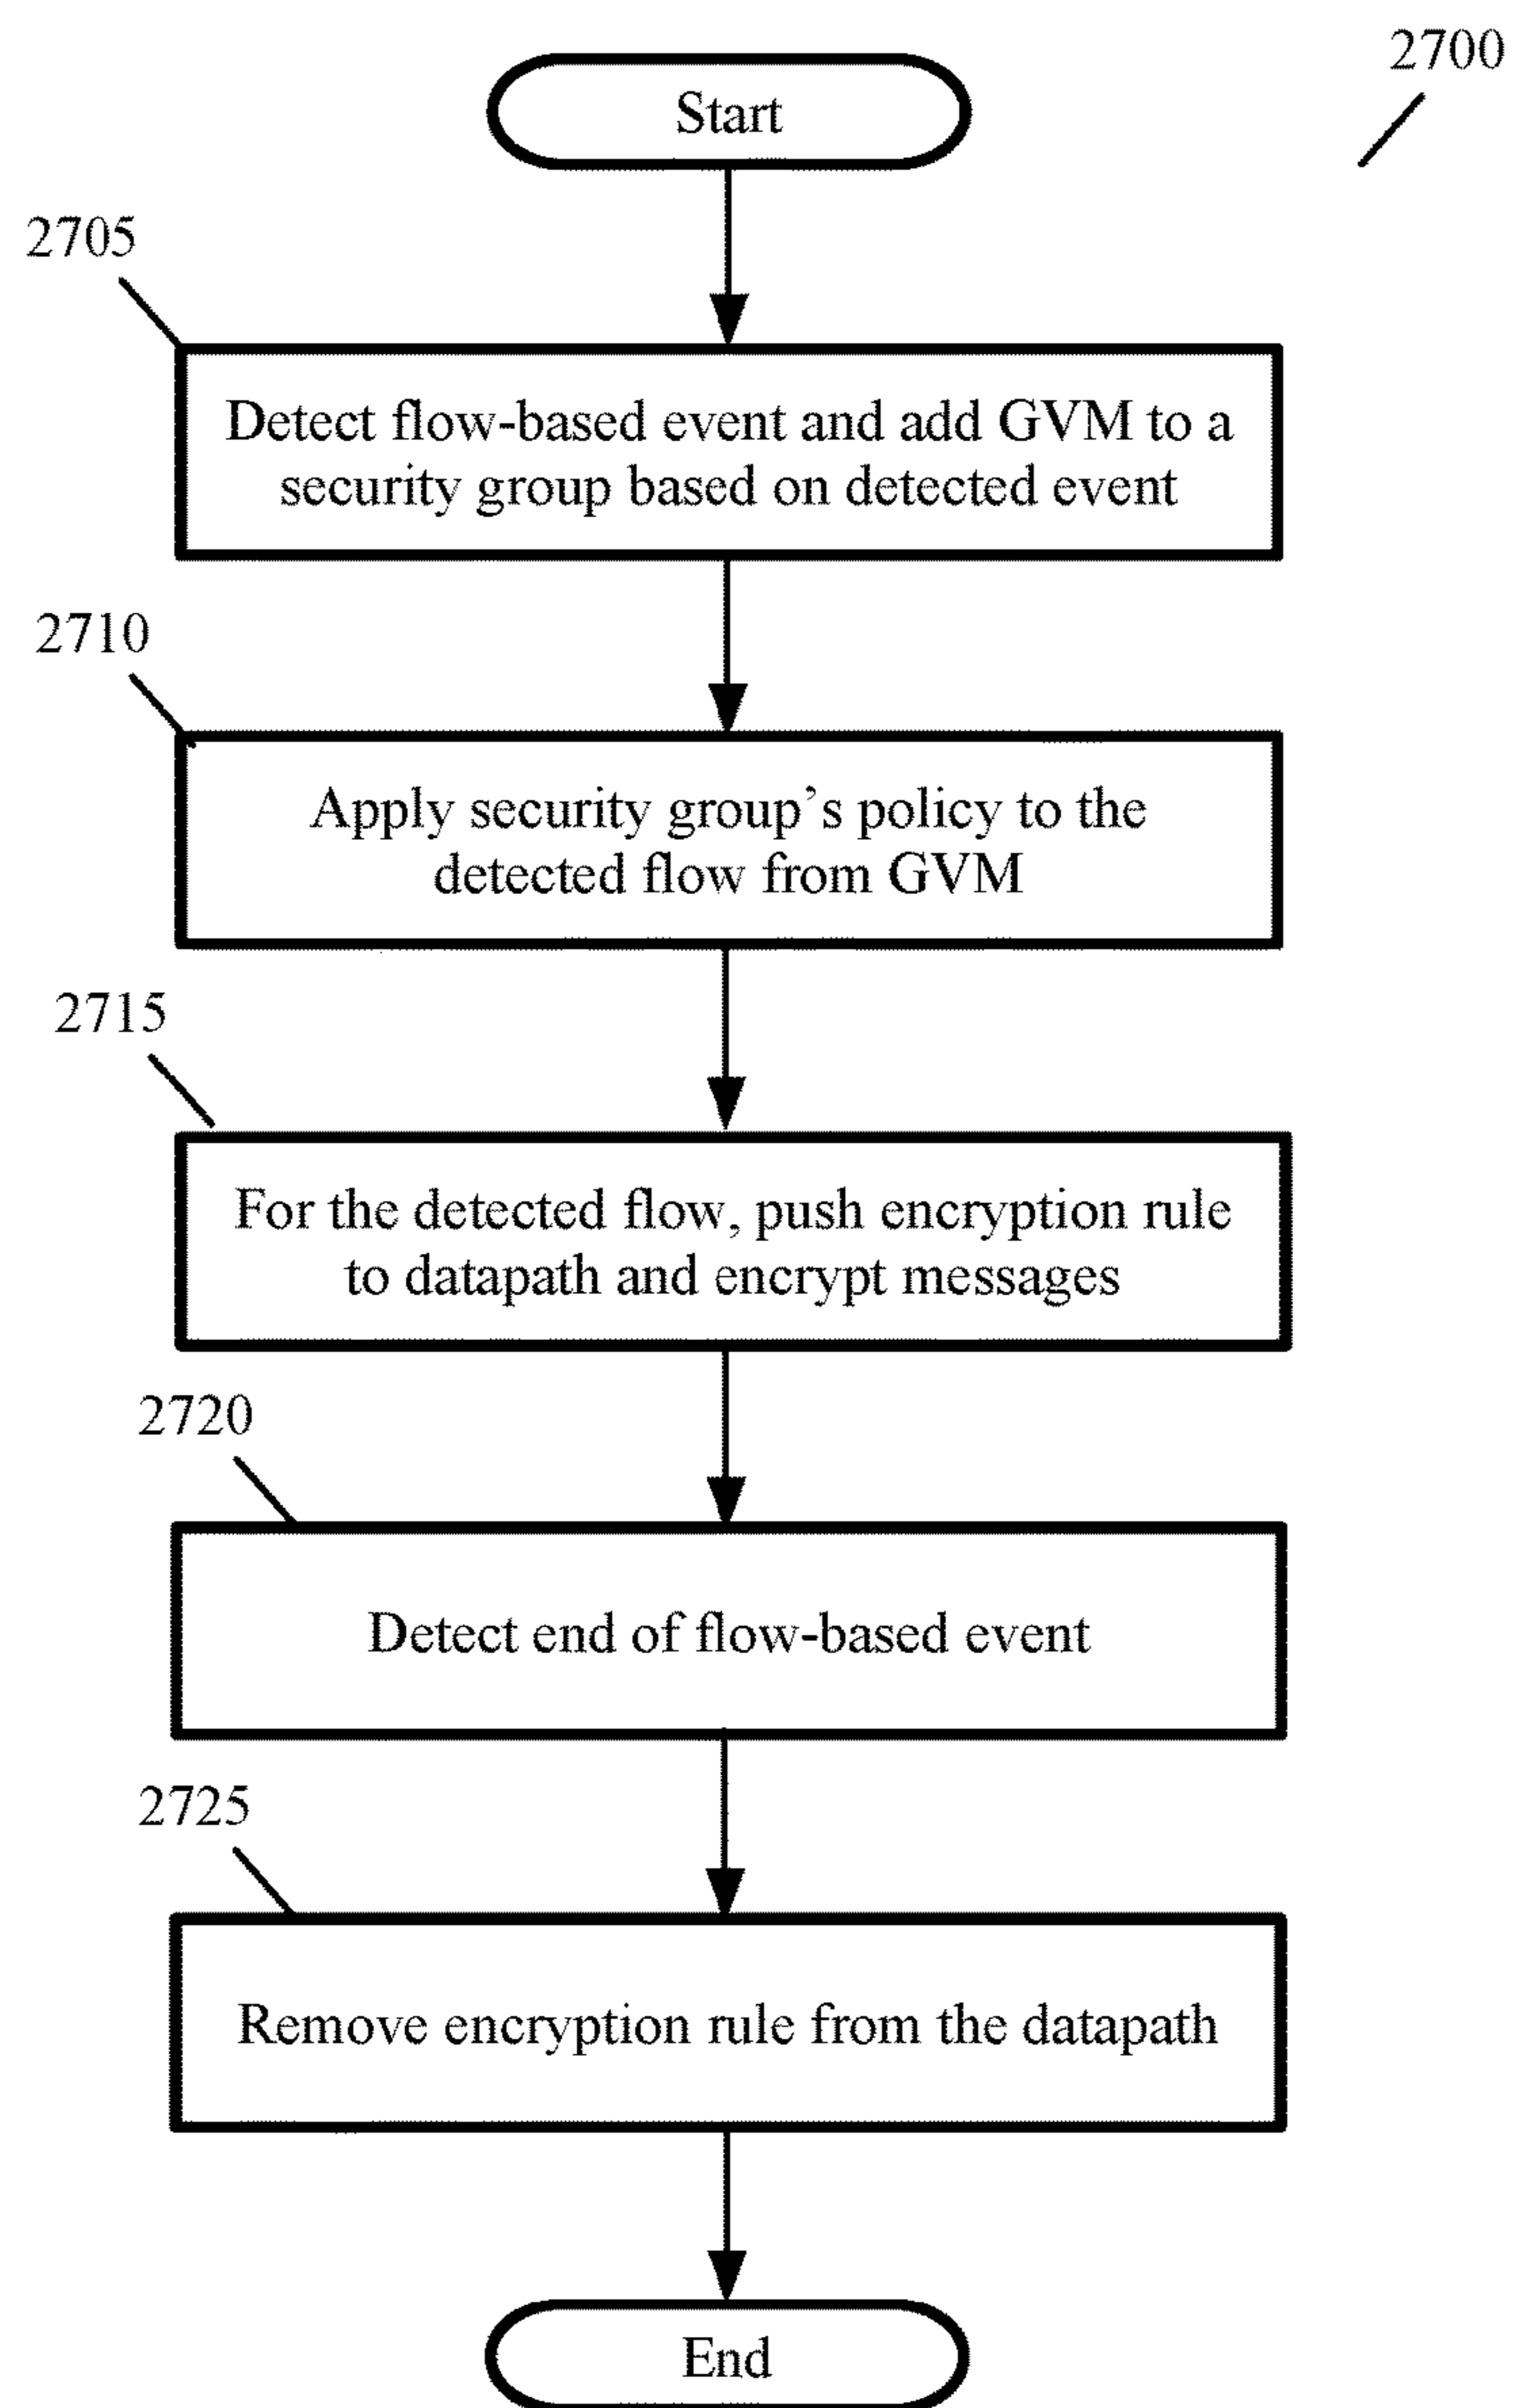 2700
Start
2705
Detect flow-based event and add GVM to a
security group based on detected event
2710
Apply security group’s policy to the
detected flow from GVM
2715
For the detected flow, push encryption rule
to datapath and encrypt messages
2720
Detect end of flow-based event
2725
Remove encryption rule from the datapath
End